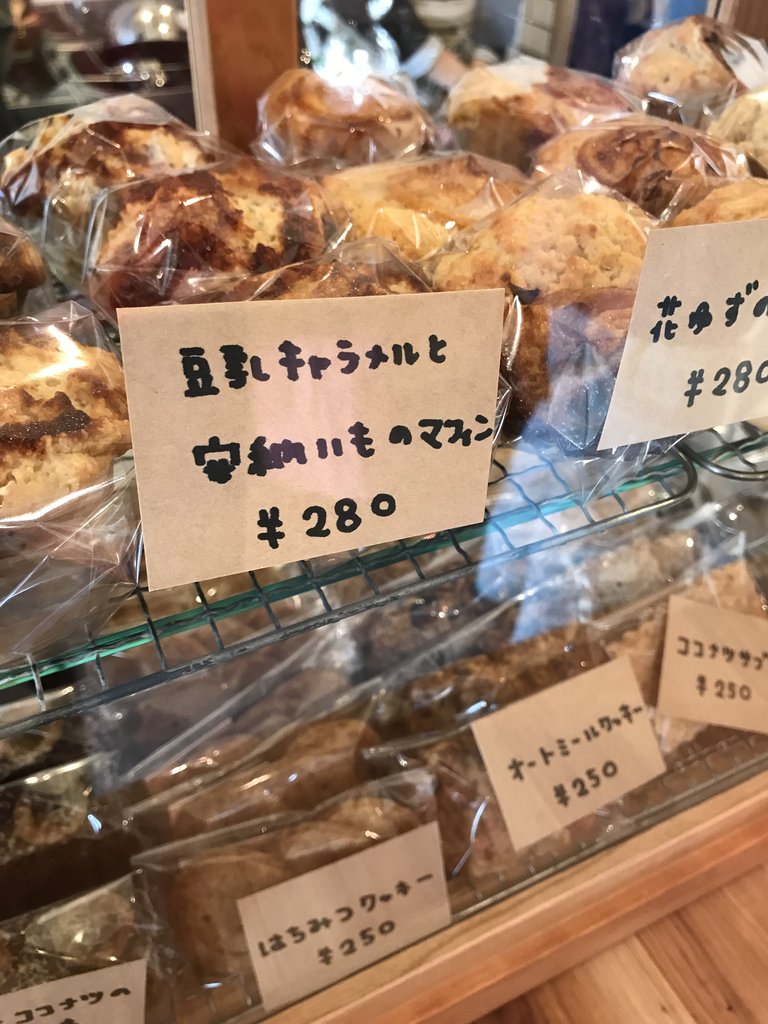 豆乳キャラメルと
安納いものマフィン
¥280
花ゆずの
¥280
ココナツサブ
¥250
オートミールクッキー
¥250
はちみつクッキー
¥250
ココナツの